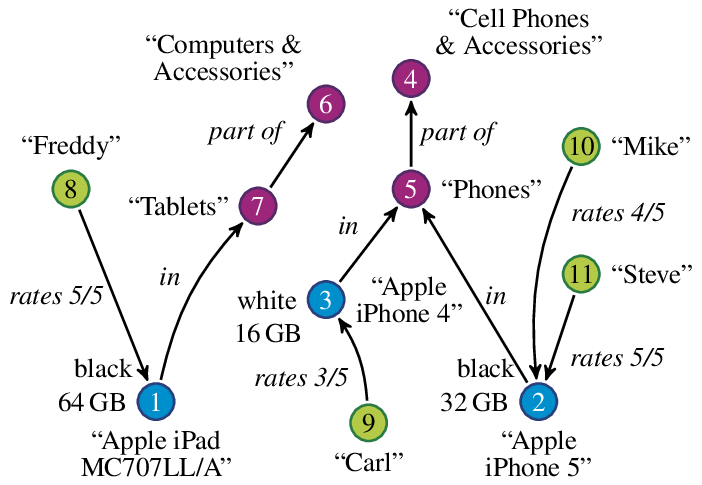 “Cell Phones
& Accessories”
“Computers &
Accessories”
4
6
part of
part of
“Freddy”
10
“Mike”
8
“Tablets”
7
5
“Phones”
rates 4/5
in
in
11
“Steve”
rates 5/5
white
16 GB
3
“Apple
iPhone 4”
in
rates 5/5
black
64 GB
1
rates 3/5
black
32 GB
2
9
“Apple iPad
MC707LL/A”
“Carl”
“Apple
iPhone 5”